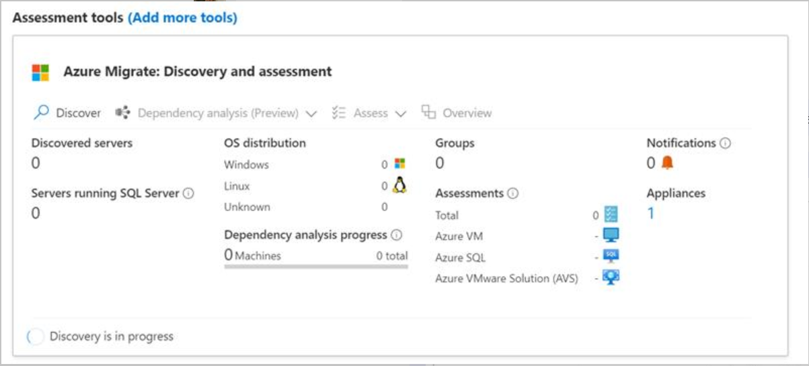 Assessment tools (Add more tools)
Azure Migrate: Discovery and assessment
Discover Dependency analysis (Preview) Assess Overview
Discovered servers
0
Servers running SQL Server
0
OS distribution
Windows 0
Linux 0
Unknown 0
Dependency analysis progress
0 Machines 0 total
Groups
0
Assessments
Total 0
Azure VM -
Azure SQL -
Azure VMware Solution (AVS) -
Notifications
0
Appliances
1
Discovery is in progress